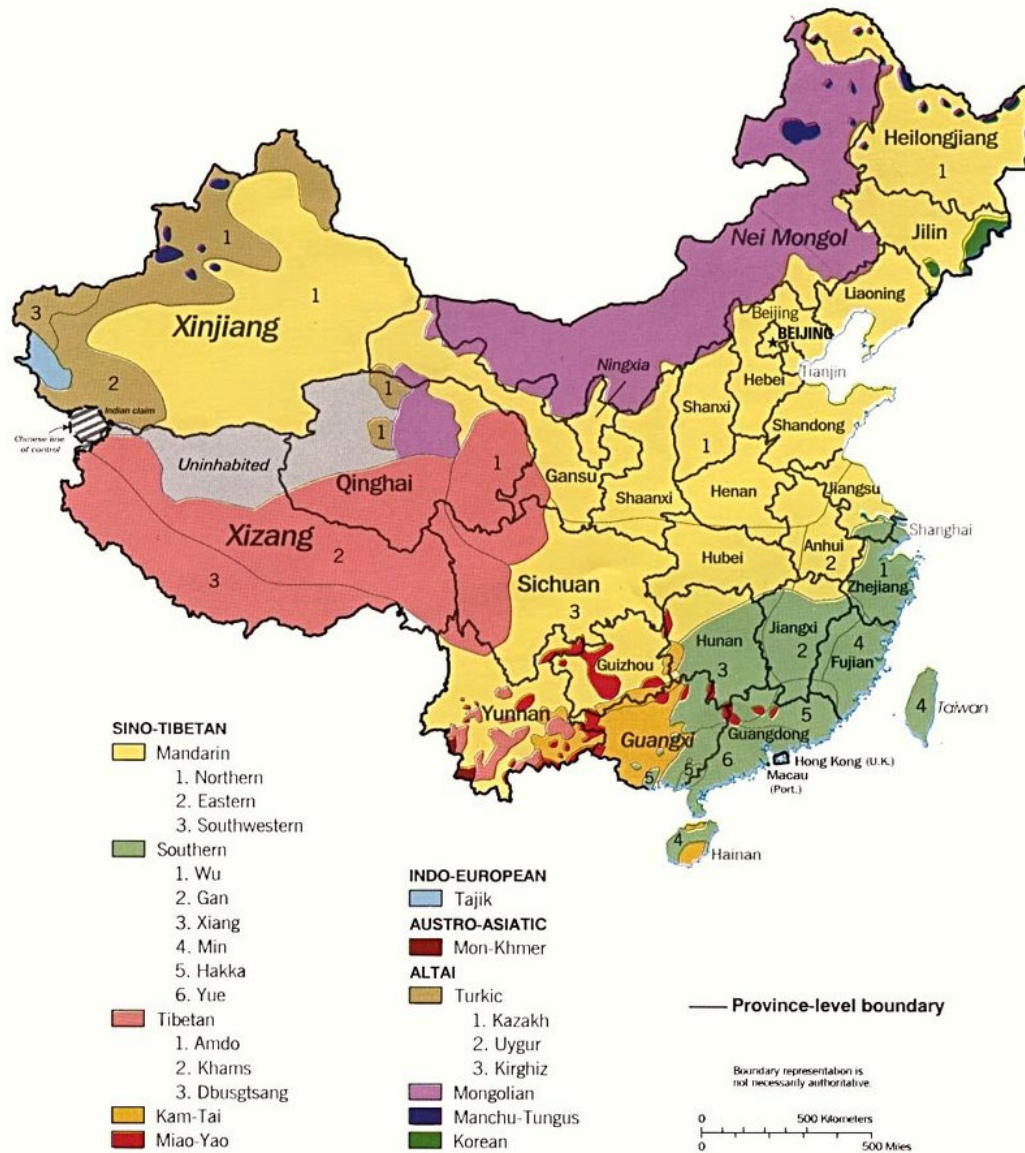 Heilongjiang
1
Jilin
Nei Mongol
Liaoning
Beijing
BEIJING
Tianjin
Hebei
1
1
3
Xinjiang
2
Indian claim
Chinese line
of control
Ningxia
Shanxi
1
Shandong
1
1
Uninhabited
Qinghai
1
Gansu
Shaanxi
Henan
Jiangsu
Shanghai
Xizang
2
3
Sichuan
3
Hubei
Anhui
2
1
Zhejiang
Hunan
3
Jiangxi
2
4
Fujian
Guizhou
Yunnan
Guangxi
5
5
Guangdong
6
5
4
Taiwan
Hong Kong (U.K.)
Macau
(Port.)
4
Hainan
SINO-TIBETAN
Mandarin
1. Northern
2. Eastern
3. Southwestern
Southern
1. Wu
2. Gan
3. Xiang
4. Min
5. Hakka
6. Yue
Tibetan
1. Amdo
2. Khams
3. Dbusgtsang
Kam-Tai
Miao-Yao
INDO-EUROPEAN
Tajik
AUSTRO-ASIATIC
Mon-Khmer
ALTAI
Turkic
1. Kazakh
2. Uygur
3. Kirghiz
Mongolian
Manchu-Tungus
Korean
Province-level boundary
Boundary representation is
not necessarily authoritative.
0 500 Kilometers
0 500 Miles